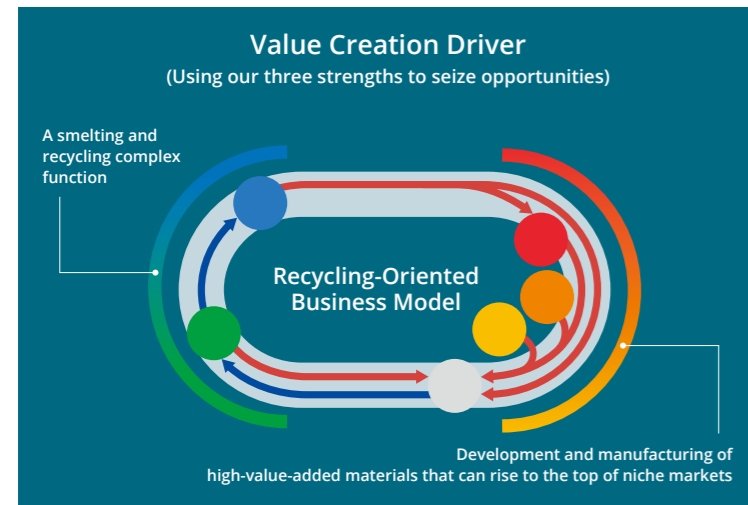 Value Creation Driver
(Using our three strengths to seize opportunities)
A smelting and
recycling complex
function
Recycling-Oriented
Business Model
Development and manufacturing of
high-value-added materials that can rise to the top of niche markets